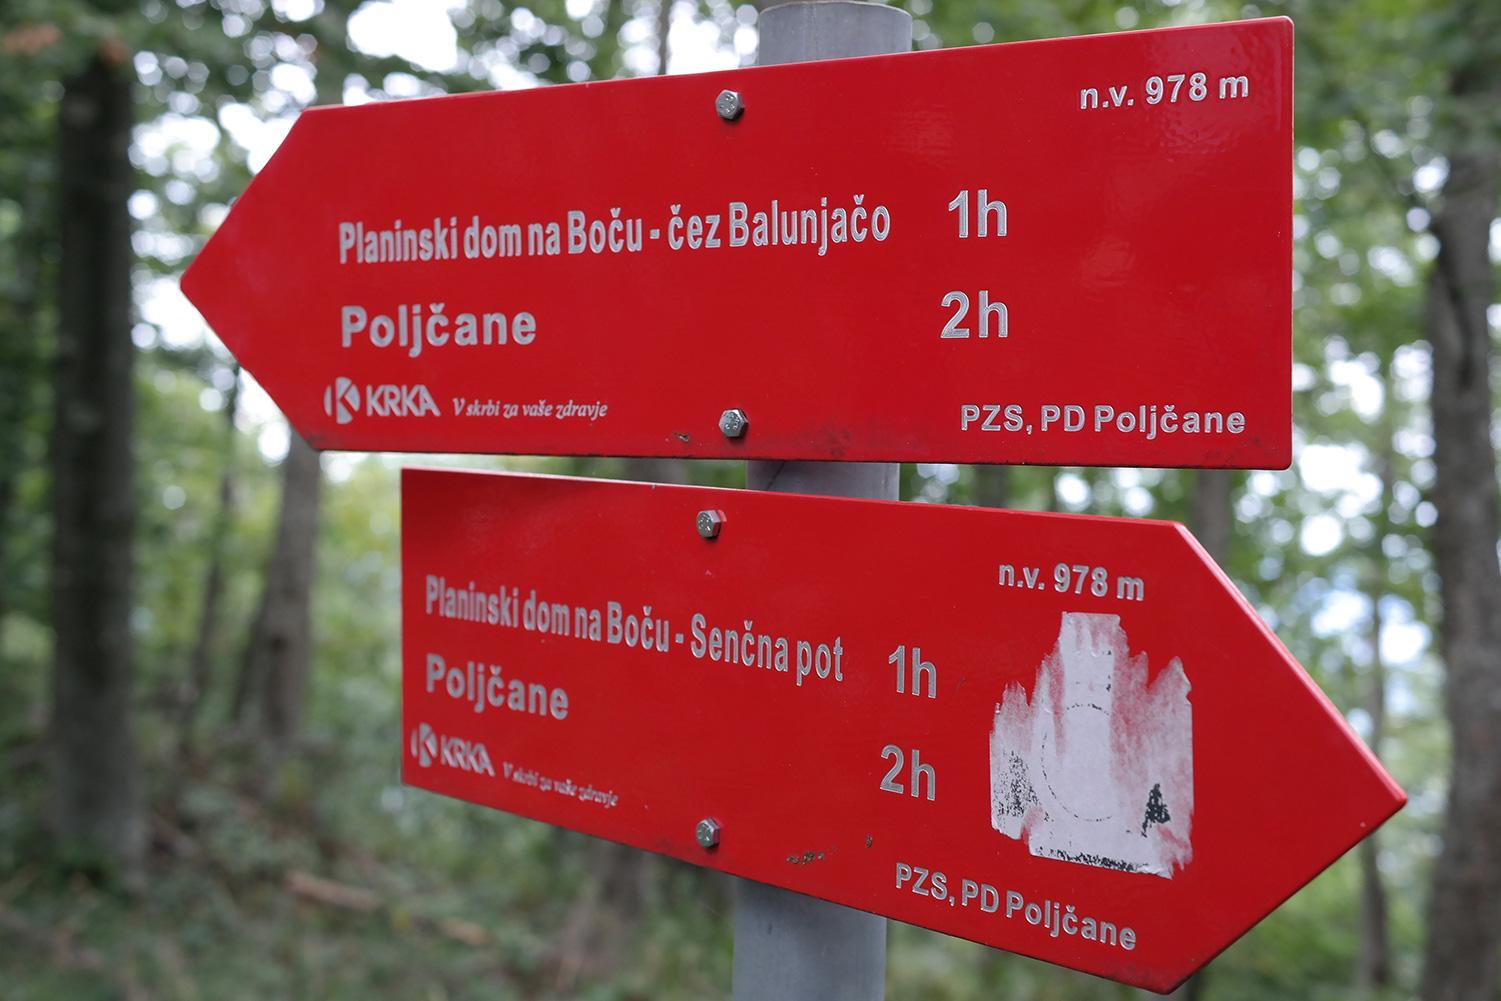 n.v. 978 m
Planinski dom na Boču - čez Balunjačo 1h
Poljčane 2h
KRKA V skrbi za vaše zdravje
PZS, PD Poljčane
n.v. 978 m
Planinski dom na Boču - Senčna pot 1h
Poljčane 2h
KRKA V skrbi za vaše zdravje
PZS, PD Poljčane